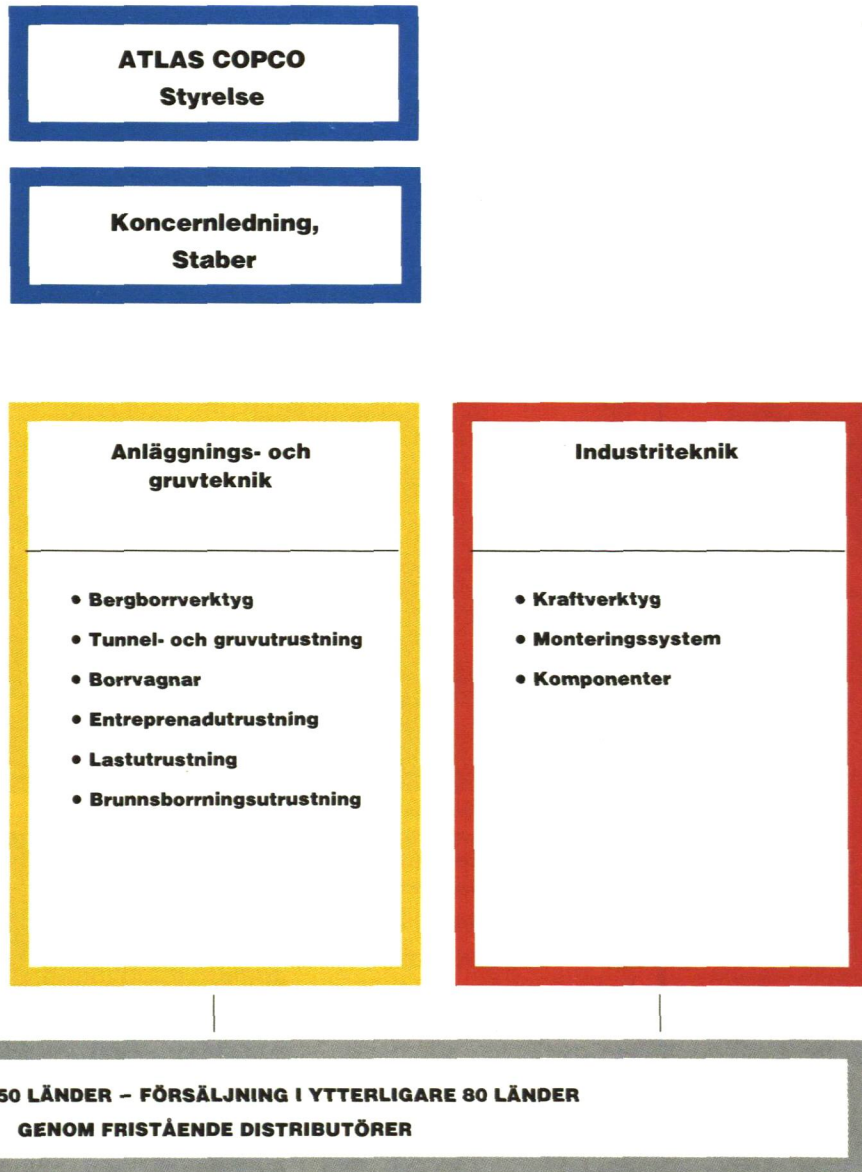 ATLAS COPCO
Styrelse
Koncernledning,
Staber
Anläggnings- och
gruvteknik
• Bergborrverktyg
• Tunnel- och gruvutrustning
• Borrvagnar
• Entreprenadutrustning
• Lastutrustning
• Brunnsborrningsutrustning
Industriteknik
• Kraftverktyg
• Monteringssystem
• Komponenter
50 LÄNDER – FÖRSÄLJNING I YTTERLIGARE 80 LÄNDER
GENOM FRISTÅENDE DISTRIBUTÖRER